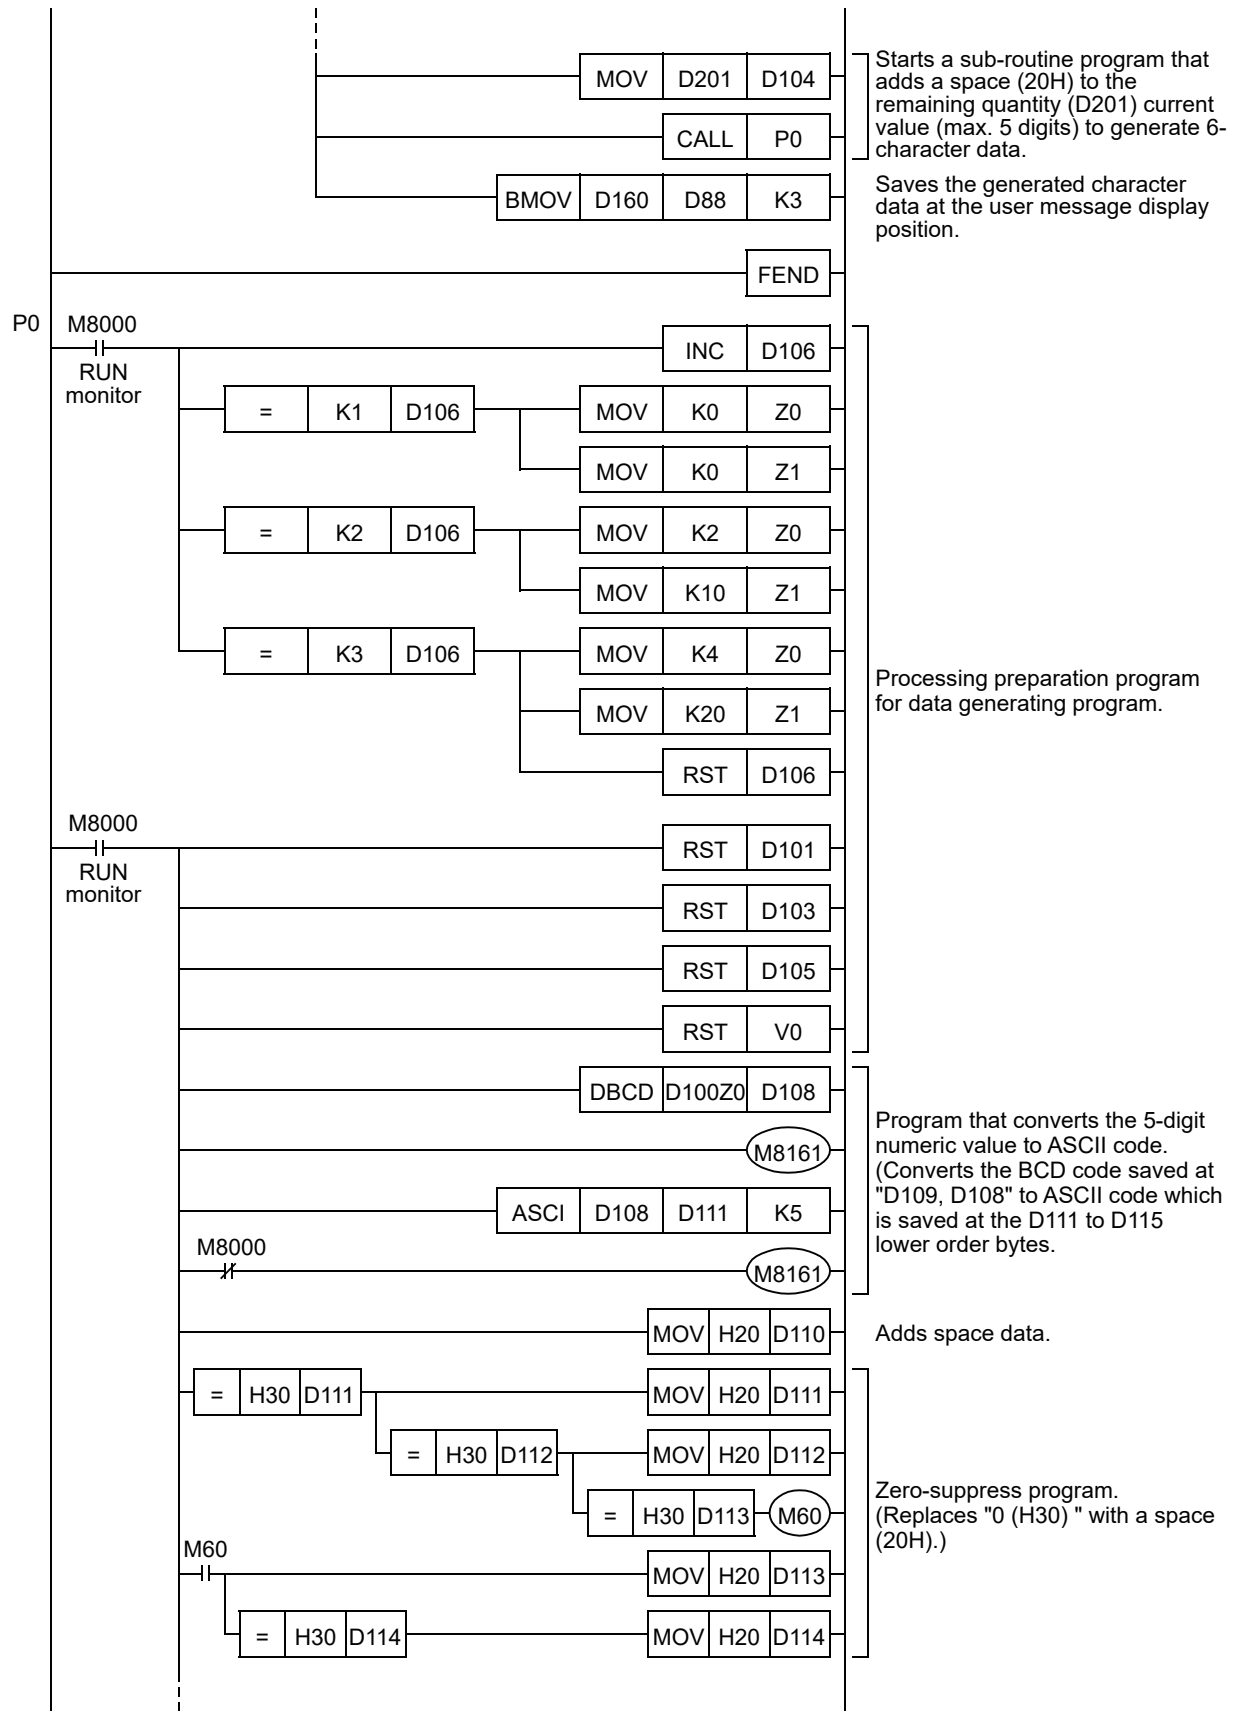 MOV D201 D104
CALL P0
Starts a sub-routine program that
adds a space (20H) to the
remaining quantity (D201) current
value (max. 5 digits) to generate 6-
character data.
BMOV D160 D88 K3
Saves the generated character
data at the user message display
position.
FEND
P0
M8000
RUN
monitor
INC D106
= K1 D106 MOV K0 Z0
MOV K0 Z1
= K2 D106 MOV K2 Z0
MOV K10 Z1
= K3 D106 MOV K4 Z0
MOV K20 Z1
RST D106
Processing preparation program
for data generating program.
M8000
RUN
monitor
RST D101
RST D103
RST D105
RST V0
DBCD D100Z0 D108
M8161
ASCI D108 D111 K5
M8000
M8161
Program that converts the 5-digit
numeric value to ASCII code.
(Converts the BCD code saved at
"D109, D108" to ASCII code which
is saved at the D111 to D115
lower order bytes.
MOV H20 D110
Adds space data.
= H30 D111 MOV H20 D111
= H30 D112 MOV H20 D112
= H30 D113 M60
M60
MOV H20 D113
= H30 D114 MOV H20 D114
Zero-suppress program.
(Replaces "0 (H30) " with a space
(20H).)